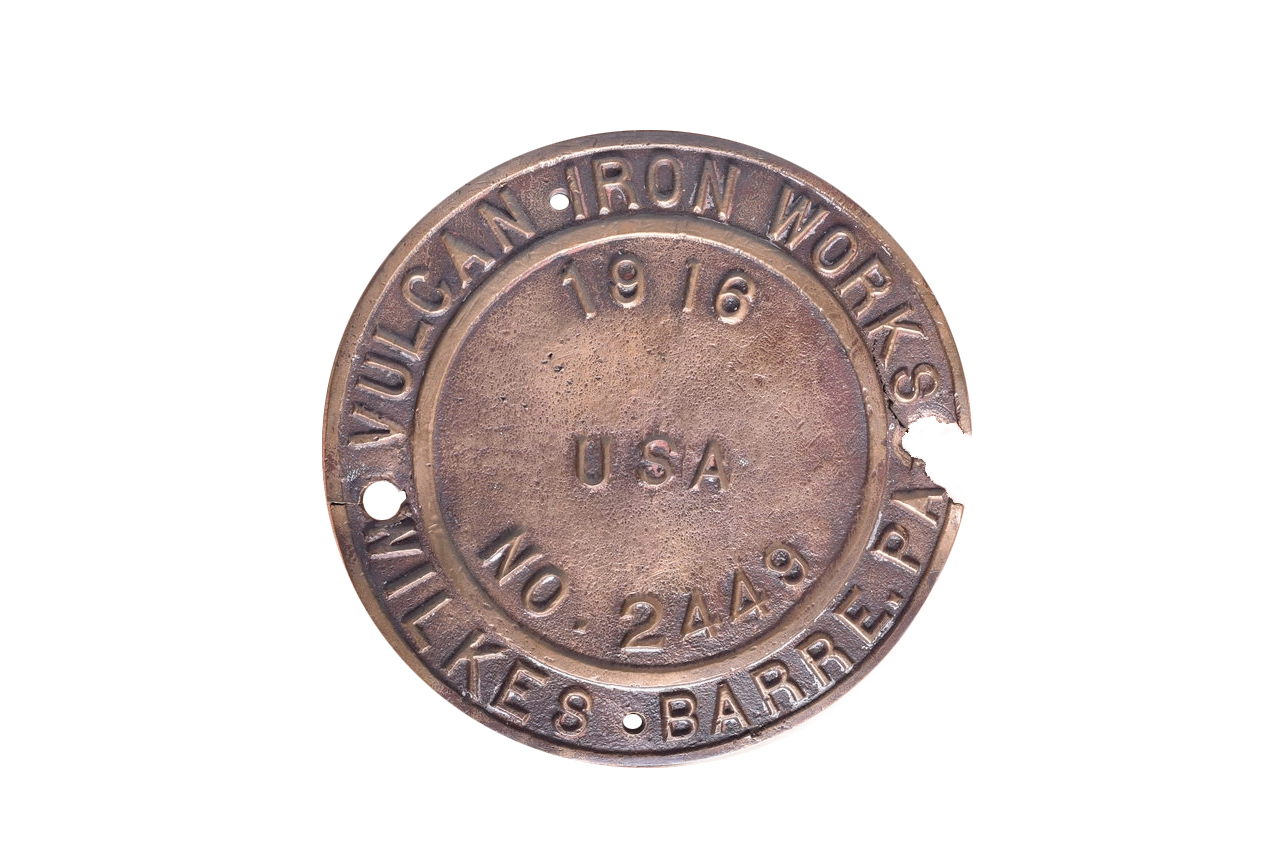 VULCAN IRON WORKS
1916
USA
NO. 2449
WILKES BARRE, PA